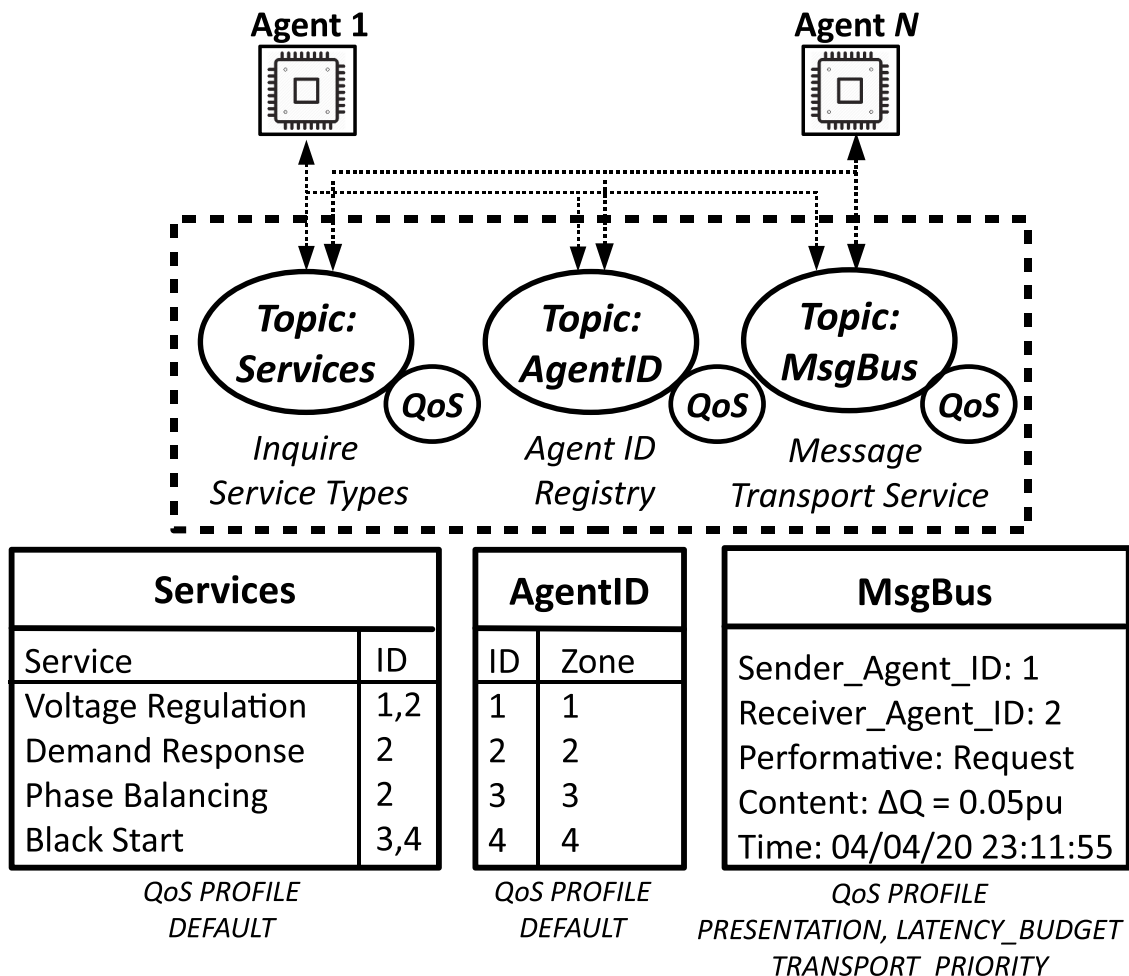 Agent 1
Agent N
Topic:
Services
QoS
Topic:
AgentID
QoS
Topic:
MsgBus
QoS
Inquire
Service Types
Agent ID
Registry
Message
Transport Service
Services
Service ID
Voltage Regulation 1,2
Demand Response 2
Phase Balancing 2
Black Start 3,4
QoS PROFILE
DEFAULT
AgentID
ID Zone
1 1
2 2
3 3
4 4
QoS PROFILE
DEFAULT
MsgBus
Sender_Agent_ID: 1
Receiver_Agent_ID: 2
Performative: Request
Content: ΔQ = 0.05pu
Time: 04/04/20 23:11:55
QoS PROFILE
PRESENTATION, LATENCY_BUDGET
TRANSPORT_PRIORITY